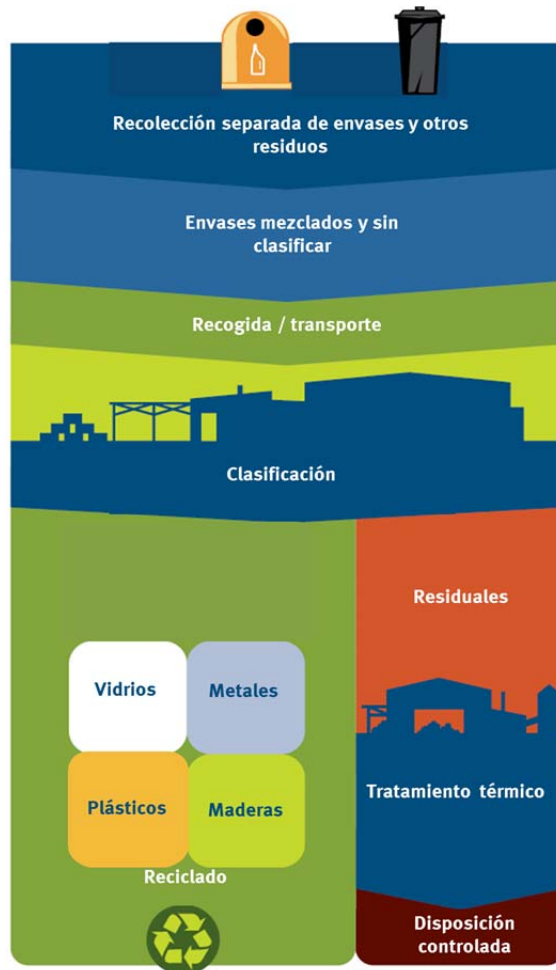 Recolección separada de envases y otros
residuos
Envases mezclados y sin
clasificar
Recogida / transporte
Clasificación
Residuales
Vidrios
Metales
Plásticos
Maderas
Reciclado
Tratamiento térmico
Disposición
controlada